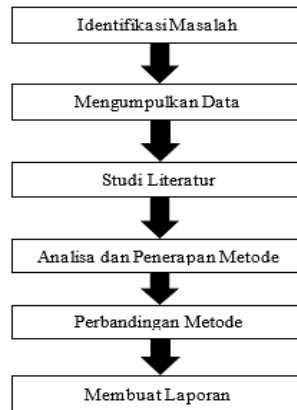 Identifikasi Masalah
Mengumpulkan Data
Studi Literatur
Analisa dan Penerapan Metode
Perbandingan Metode
Membuat Laporan